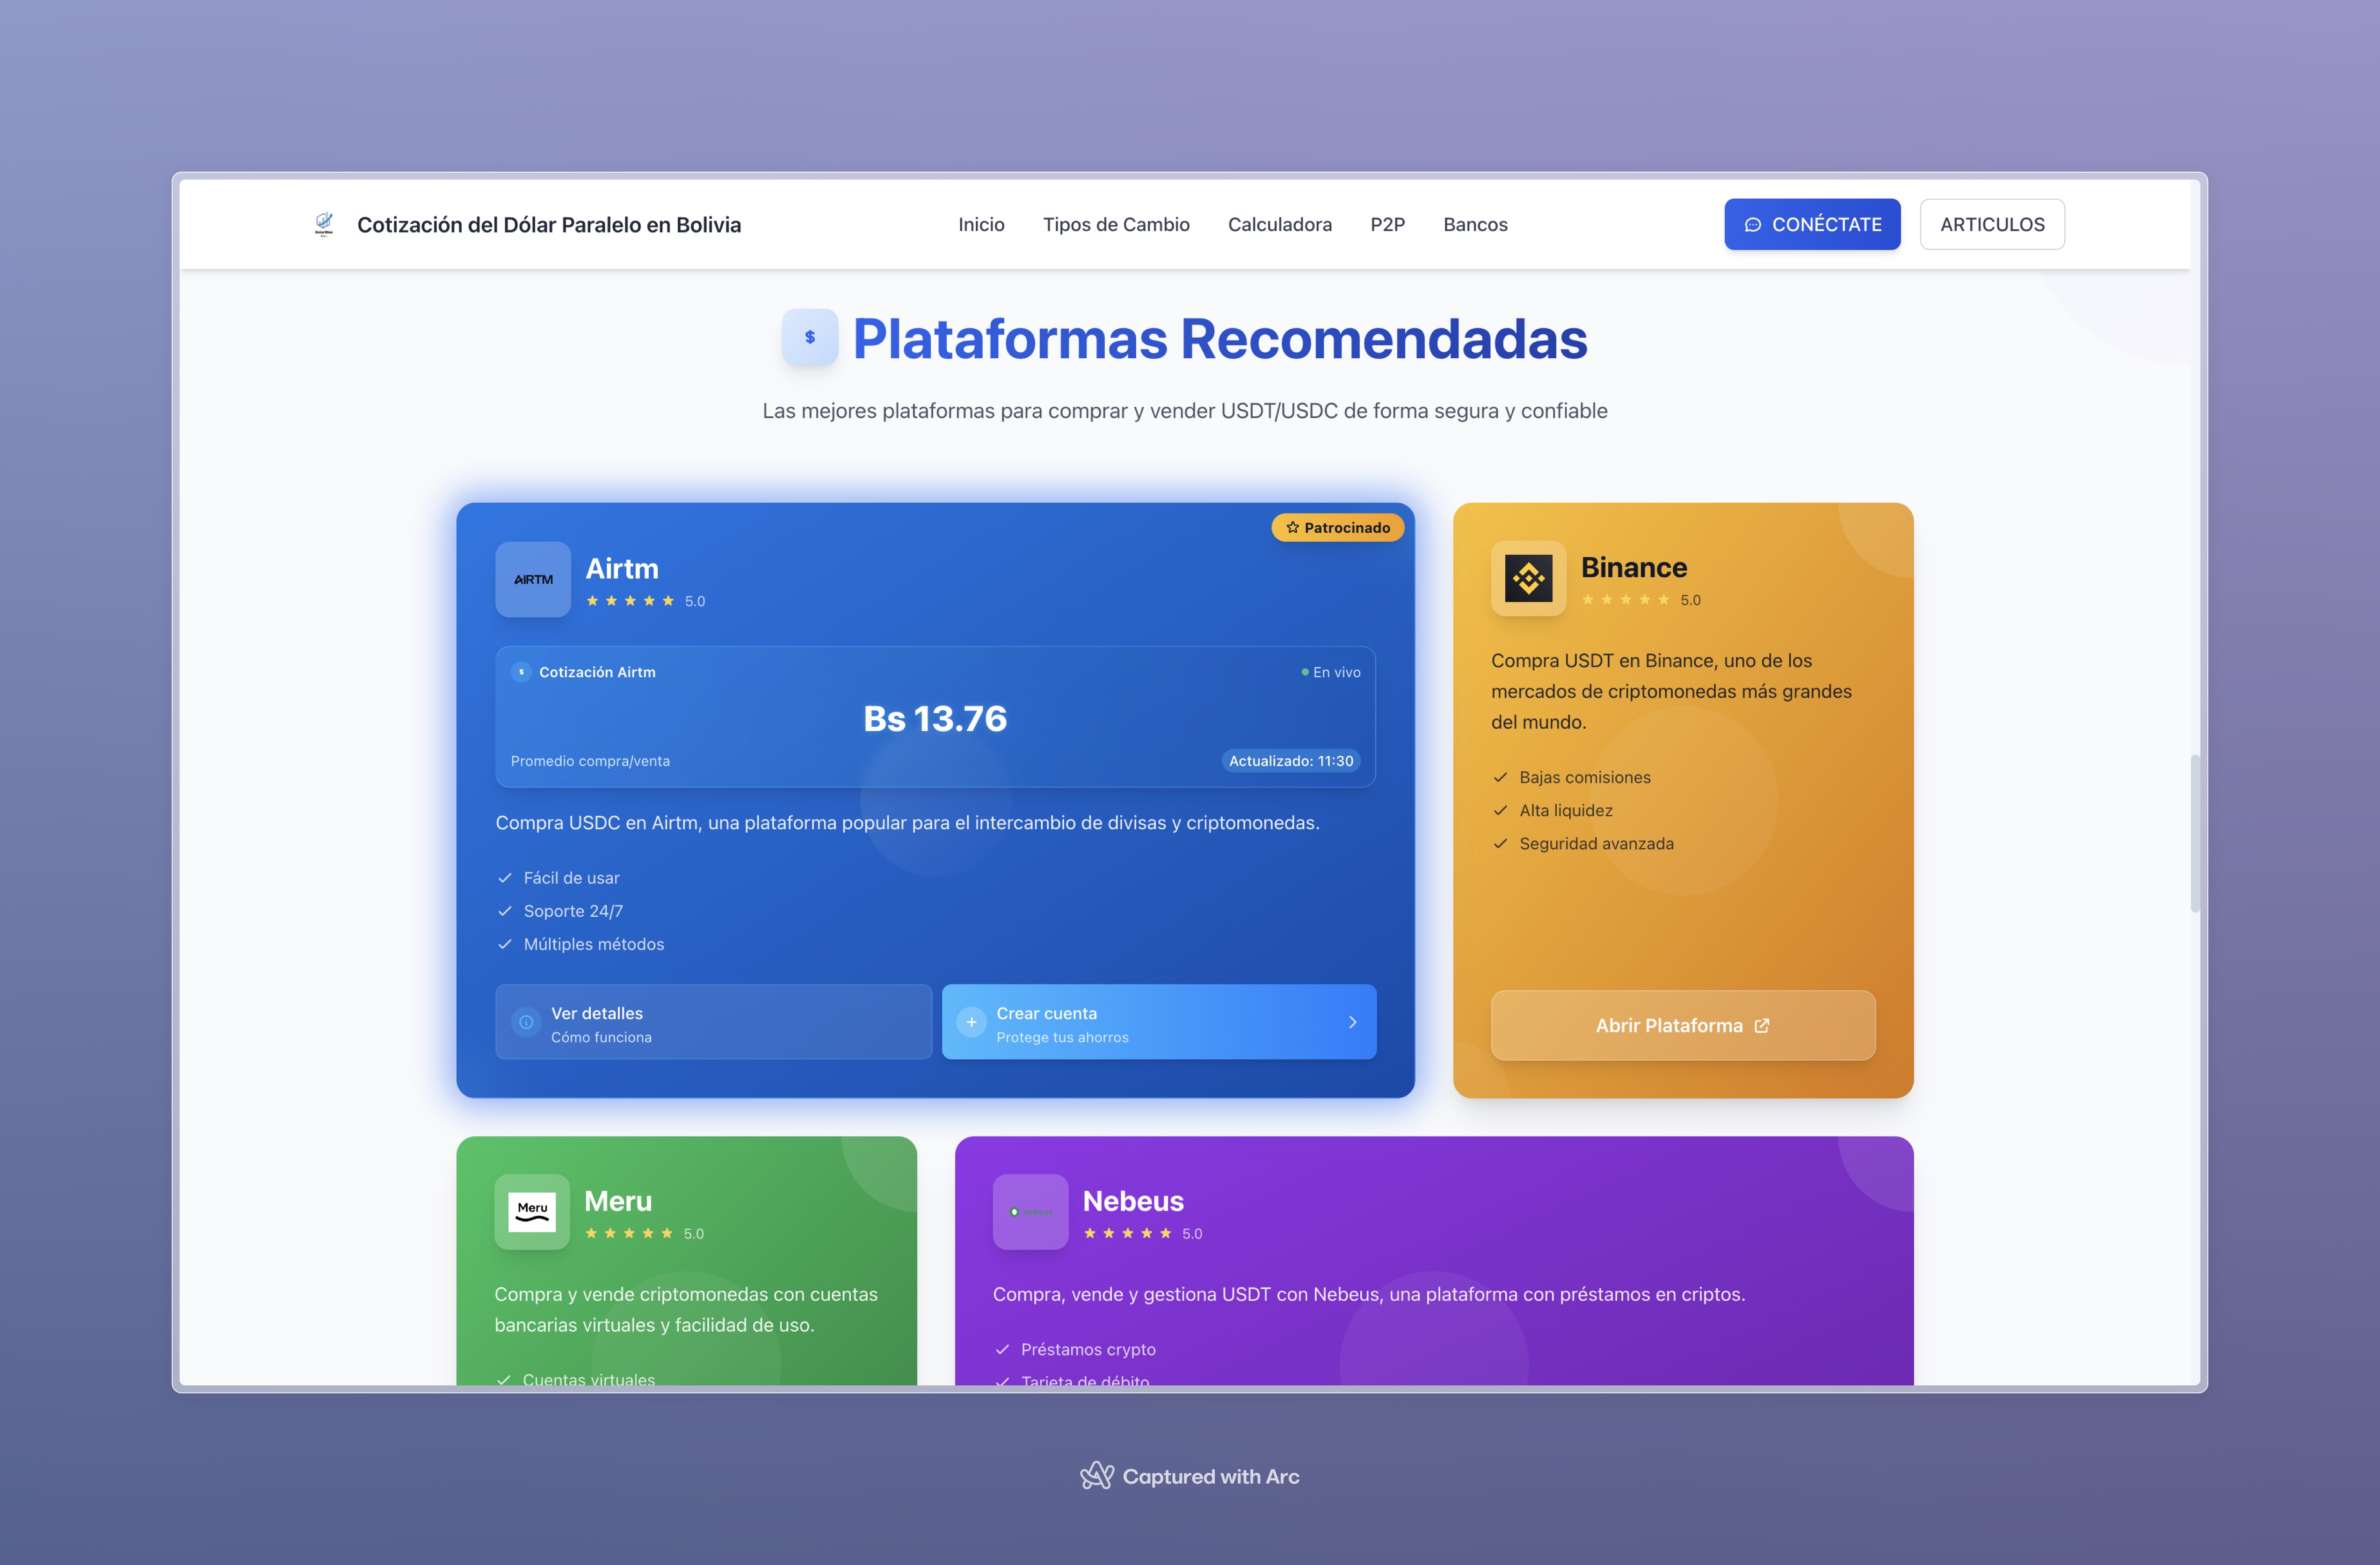 Cotización del Dólar Paralelo en Bolivia
Inicio
Tipos de Cambio
Calculadora
P2P
Bancos
CONÉCTATE
ARTICULOS
$ Plataformas Recomendadas
Las mejores plataformas para comprar y vender USDT/USDC de forma segura y confiable
Patrocinado
AIRTM
Airtm
5.0
$ Cotización Airtm
En vivo
Bs 13.76
Promedio compra/venta
Actualizado: 11:30
Compra USDC en Airtm, una plataforma popular para el intercambio de divisas y criptomonedas.
Fácil de usar
Soporte 24/7
Múltiples métodos
Ver detalles
Cómo funciona
Crear cuenta
Protege tus ahorros
Binance
5.0
Compra USDT en Binance, uno de los
mercados de criptomonedas más grandes
del mundo.
Bajas comisiones
Alta liquidez
Seguridad avanzada
Abrir Plataforma
Meru
Meru
5.0
Compra y vende criptomonedas con cuentas
bancarias virtuales y facilidad de uso.
Cuentas virtuales
nebeus
Nebeus
5.0
Compra, vende y gestiona USDT con Nebeus, una plataforma con préstamos en criptos.
Préstamos crypto
Tarjeta de débito
Captured with Arc